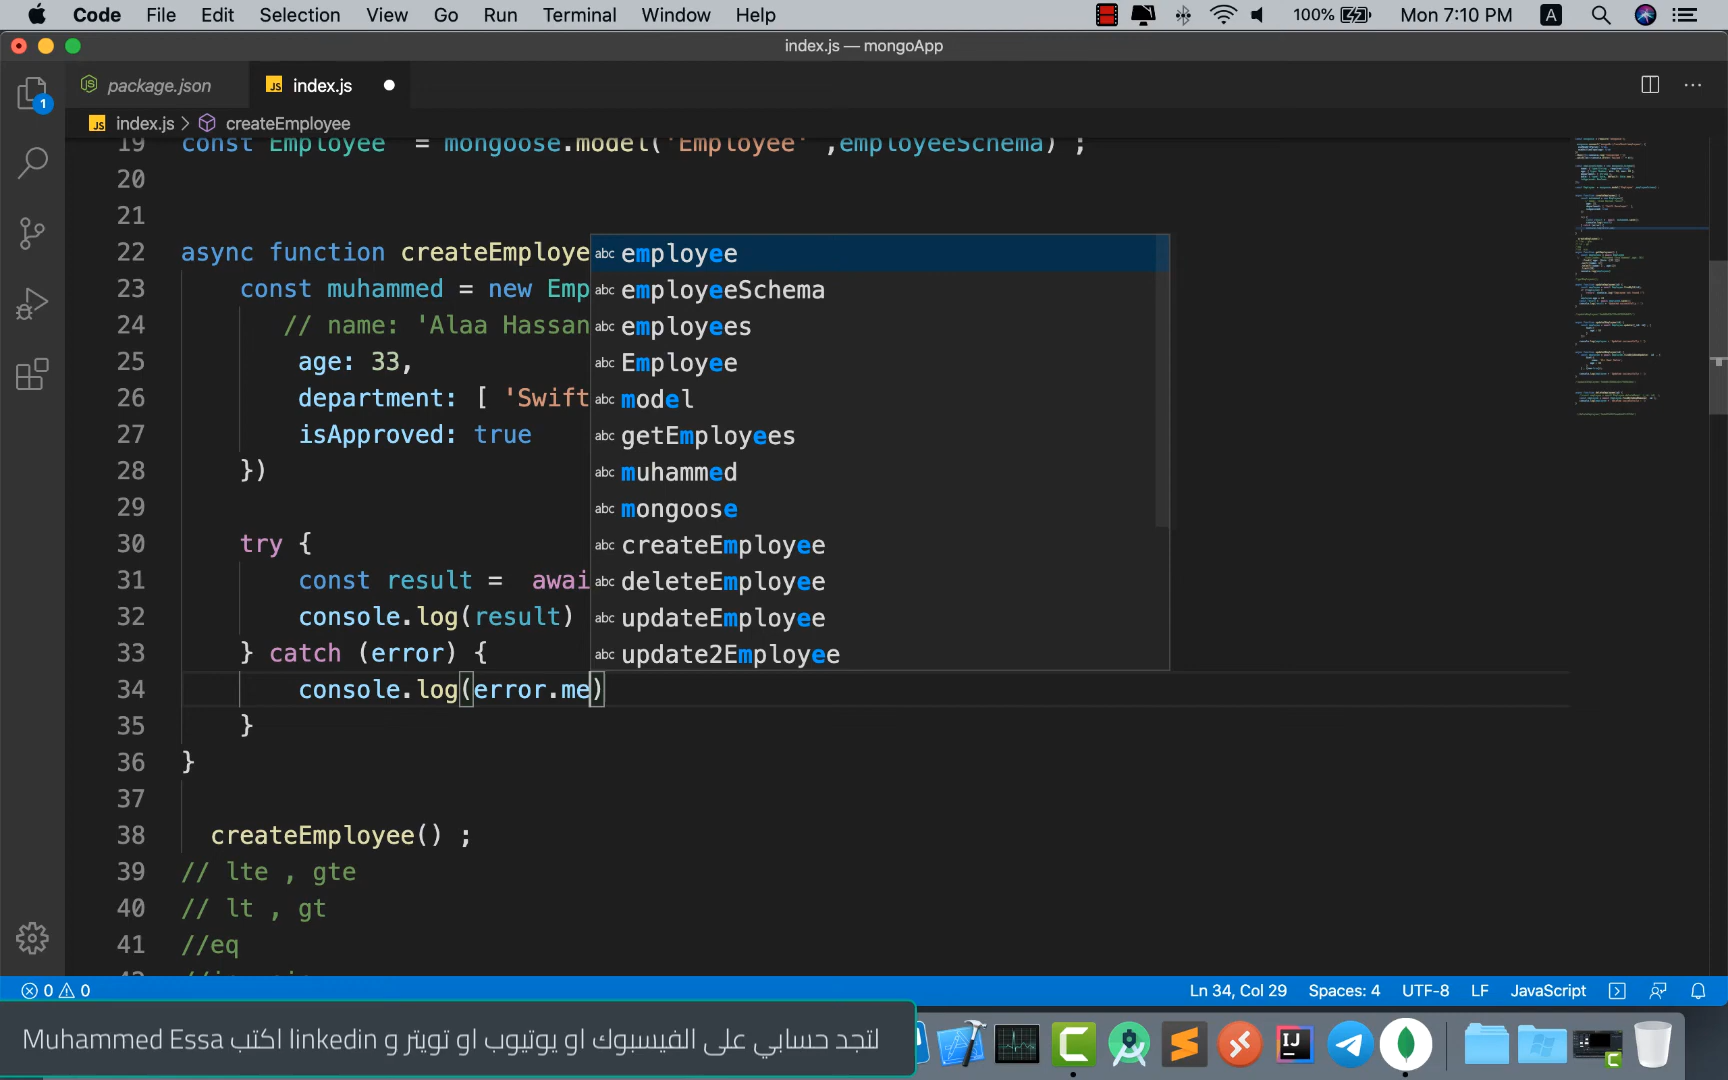 Code File Edit Selection View Go Run Terminal Window Help 100% Mon 7:10 PM A
index.js — mongoApp
package.json index.js
1
index.js > createEmployee
19 const Employee = mongoose.model('Employee' ,employeeSchema) ;
20
21
22 async function createEmploye
23 const muhammed = new Emp
24 // name: 'Alaa Hassan
25 age: 33,
26 department: [ 'Swift
27 isApproved: true
28 })
29
30 try {
31 const result = awai
32 console.log(result)
33 } catch (error) {
34 console.log(error.me)
35 }
36 }
37
38 createEmployee() ;
39 // lte , gte
40 // lt , gt
41 //eq
abc employee
abc employeeSchema
abc employees
abc Employee
abc model
abc getEmployees
abc muhammed
abc mongoose
abc createEmployee
abc deleteEmployee
abc updateEmployee
abc update2Employee
0 0 Ln 34, Col 29 Spaces: 4 UTF-8 LF JavaScript
لتجد حسابي على الفيسبوك او يوتيوب او تويتر و linkedin اكتب Muhammed Essa
IJ